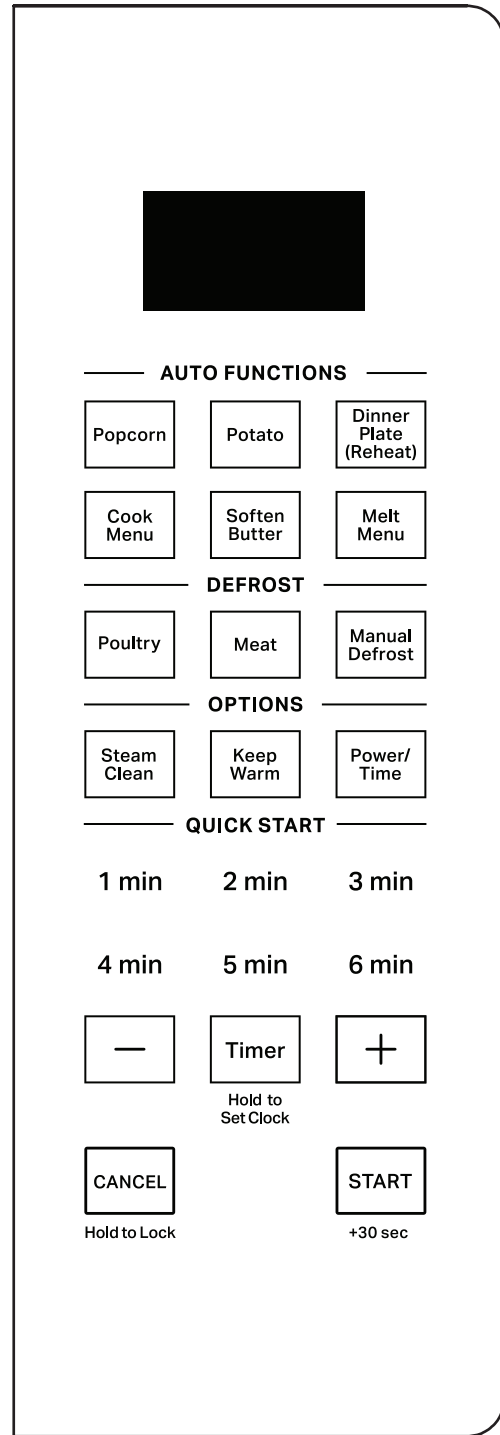 AUTO FUNCTIONS
Popcorn
Potato
Dinner
Plate
(Reheat)
Cook
Menu
Soften
Butter
Melt
Menu
DEFROST
Poultry
Meat
Manual
Defrost
OPTIONS
Steam
Clean
Keep
Warm
Power/
Time
QUICK START
1 min 2 min 3 min
4 min 5 min 6 min
—
Timer
+
Hold to
Set Clock
CANCEL
START
Hold to Lock
+30 sec